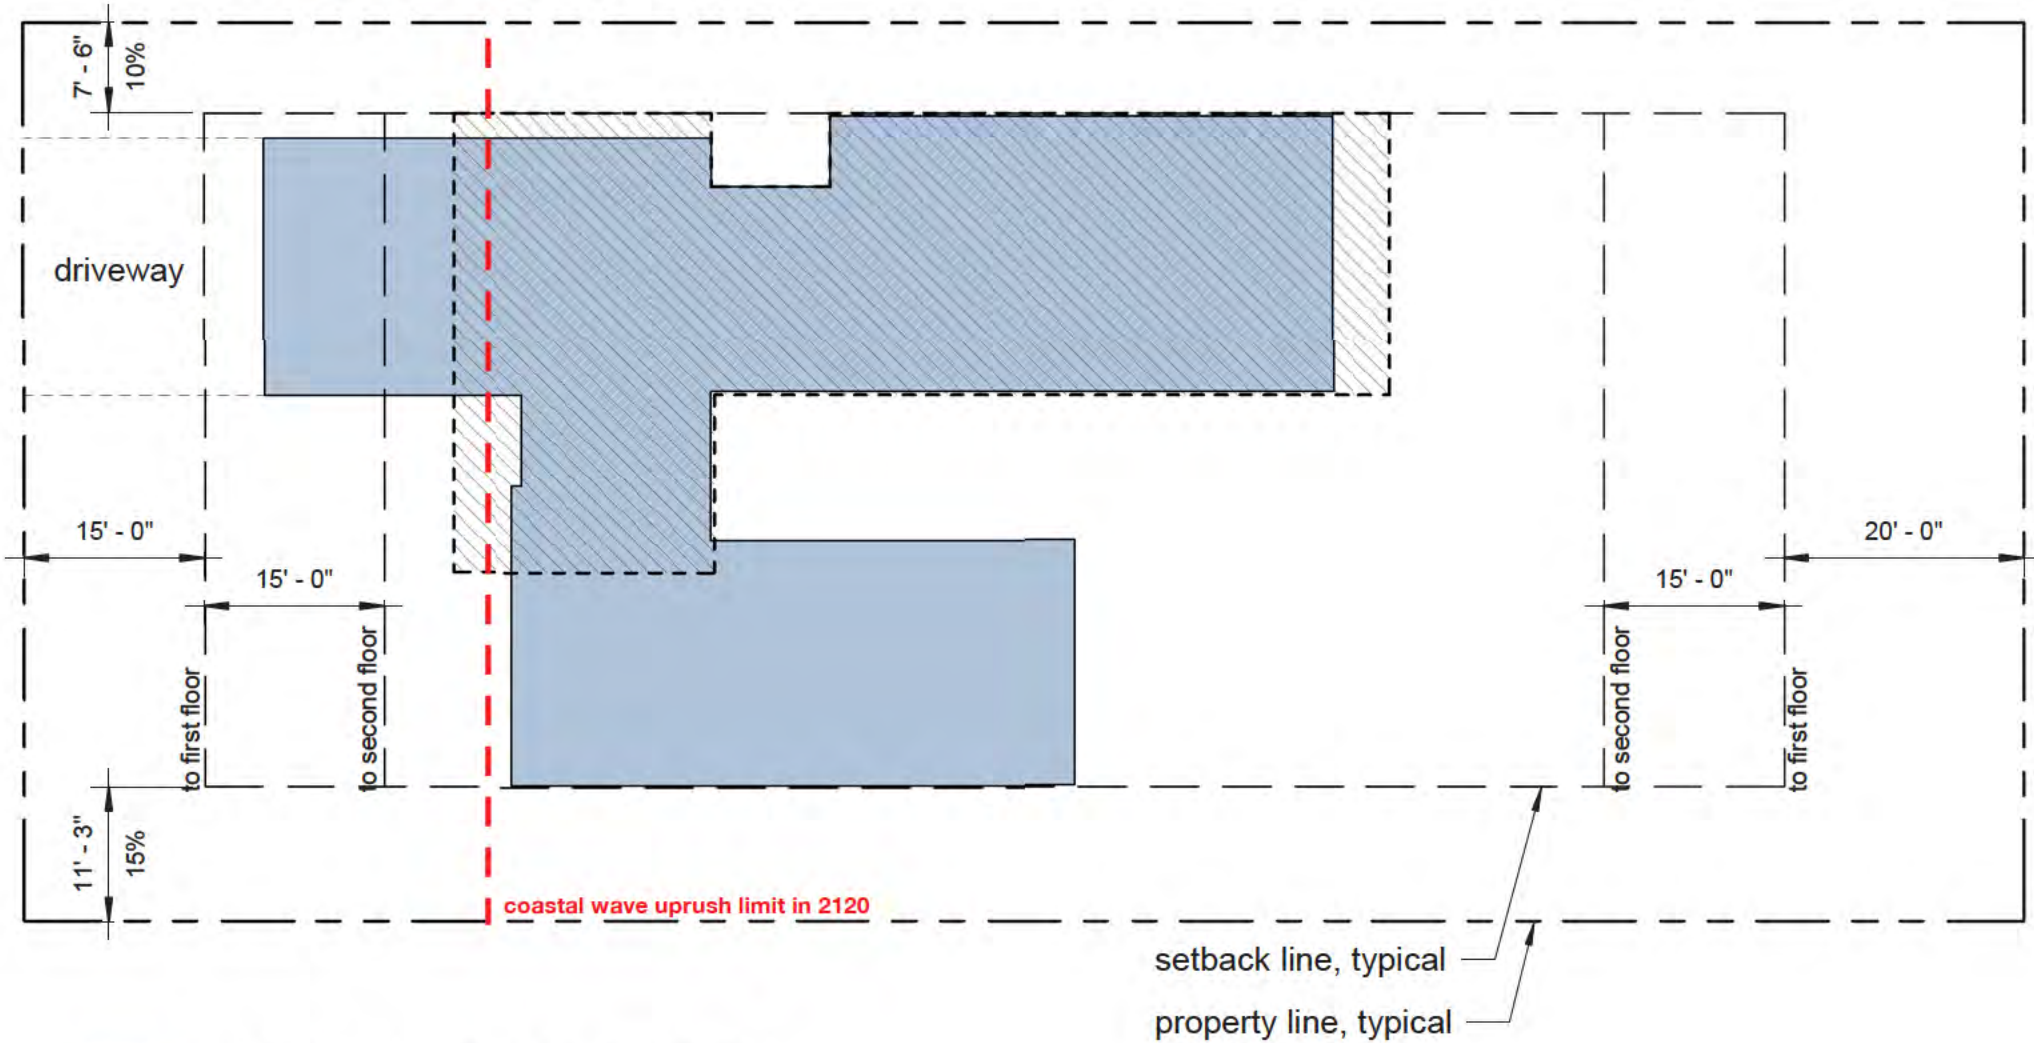 7' - 6"
10%
driveway
15' - 0"
15' - 0"
15' - 0"
20' - 0"
to first floor
to second floor
to second floor
to first floor
11' - 3"
15%
coastal wave uprush limit in 2120
setback line, typical
property line, typical